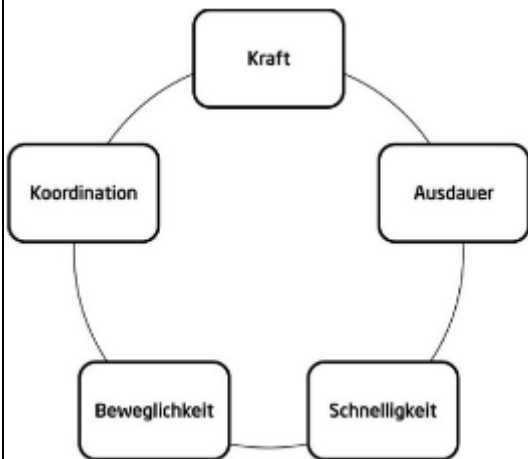 Kraft
Koordination
Ausdauer
Beweglichkeit
Schnelligkeit